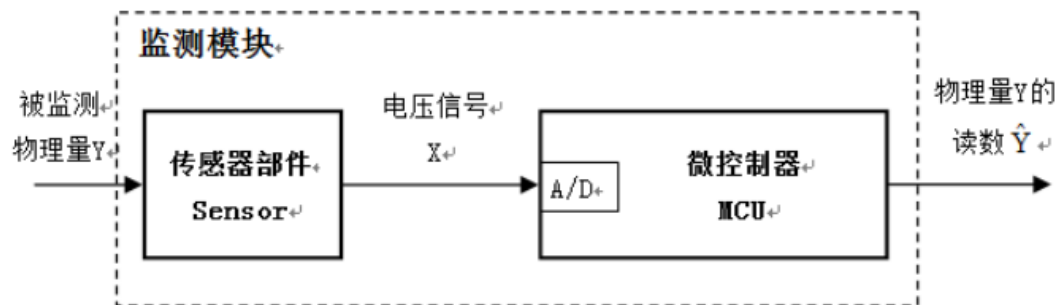 监测模块
被监测
物理量Y
传感器部件
Sensor
电压信号
X
A/D
微控制器
MCU
物理量Y的
读数 Ŷ